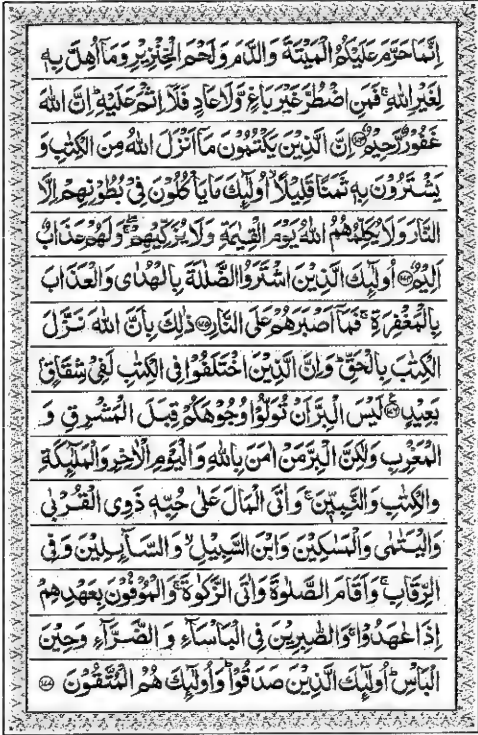 اِنَّمَا حَرَّمَ عَلَيْكُمُ الْمَيْتَةَ وَالدَّمَ وَلَحْمَ الْخِنْزِيْرِ وَمَآ اُهِلَّ بِهٖ
لِغَيْرِ اللّٰهِ ۚ فَمَنِ اضْطُرَّ غَيْرَ بَاغٍ وَّلَا عَادٍ فَلَآ اِثْمَ عَلَيْهِ ؕ اِنَّ اللّٰهَ
غَفُوْرٌ رَّحِيْمٌ ﴿۱۷۳﴾ اِنَّ الَّذِيْنَ يَكْتُمُوْنَ مَآ اَنْزَلَ اللّٰهُ مِنَ الْكِتٰبِ وَ
يَشْتَرُوْنَ بِهٖ ثَمَنًا قَلِيْلًا ۙ اُولٰٓئِكَ مَا يَاْكُلُوْنَ فِيْ بُطُوْنِهِمْ اِلَّا
النَّارَ وَلَا يُكَلِّمُهُمُ اللّٰهُ يَوْمَ الْقِيٰمَةِ وَلَا يُزَكِّيْهِمْ ۖۚ وَلَهُمْ عَذَابٌ
اَلِيْمٌ ﴿۱۷۴﴾ اُولٰٓئِكَ الَّذِيْنَ اشْتَرَوُا الضَّلٰلَةَ بِالْهُدٰى وَالْعَذَابَ
بِالْمَغْفِرَةِ ۚ فَمَآ اَصْبَرَهُمْ عَلَى النَّارِ ﴿۱۷۵﴾ ذٰلِكَ بِاَنَّ اللّٰهَ نَزَّلَ
الْكِتٰبَ بِالْحَقِّ ؕ وَاِنَّ الَّذِيْنَ اخْتَلَفُوْا فِي الْكِتٰبِ لَفِيْ شِقَاقٍۭ
بَعِيْدٍ ﴿۱۷۶﴾ لَيْسَ الْبِرَّ اَنْ تُوَلُّوْا وُجُوْهَكُمْ قِبَلَ الْمَشْرِقِ وَ
الْمَغْرِبِ وَلٰكِنَّ الْبِرَّ مَنْ اٰمَنَ بِاللّٰهِ وَالْيَوْمِ الْاٰخِرِ وَالْمَلٰٓئِكَةِ
وَالْكِتٰبِ وَالنَّبِيّٖنَ ۚ وَاٰتَى الْمَالَ عَلٰى حُبِّهٖ ذَوِي الْقُرْبٰى
وَالْيَتٰمٰى وَالْمَسٰكِيْنَ وَابْنَ السَّبِيْلِ ۙ وَالسَّآئِلِيْنَ وَفِي
الرِّقَابِ ۚ وَاَقَامَ الصَّلٰوةَ وَاٰتَى الزَّكٰوةَ ۚ وَالْمُوْفُوْنَ بِعَهْدِهِمْ
اِذَا عٰهَدُوْا ۚ وَالصّٰبِرِيْنَ فِي الْبَاْسَآءِ وَالضَّرَّآءِ وَحِيْنَ
الْبَاْسِ ؕ اُولٰٓئِكَ الَّذِيْنَ صَدَقُوْا ؕ وَاُولٰٓئِكَ هُمُ الْمُتَّقُوْنَ